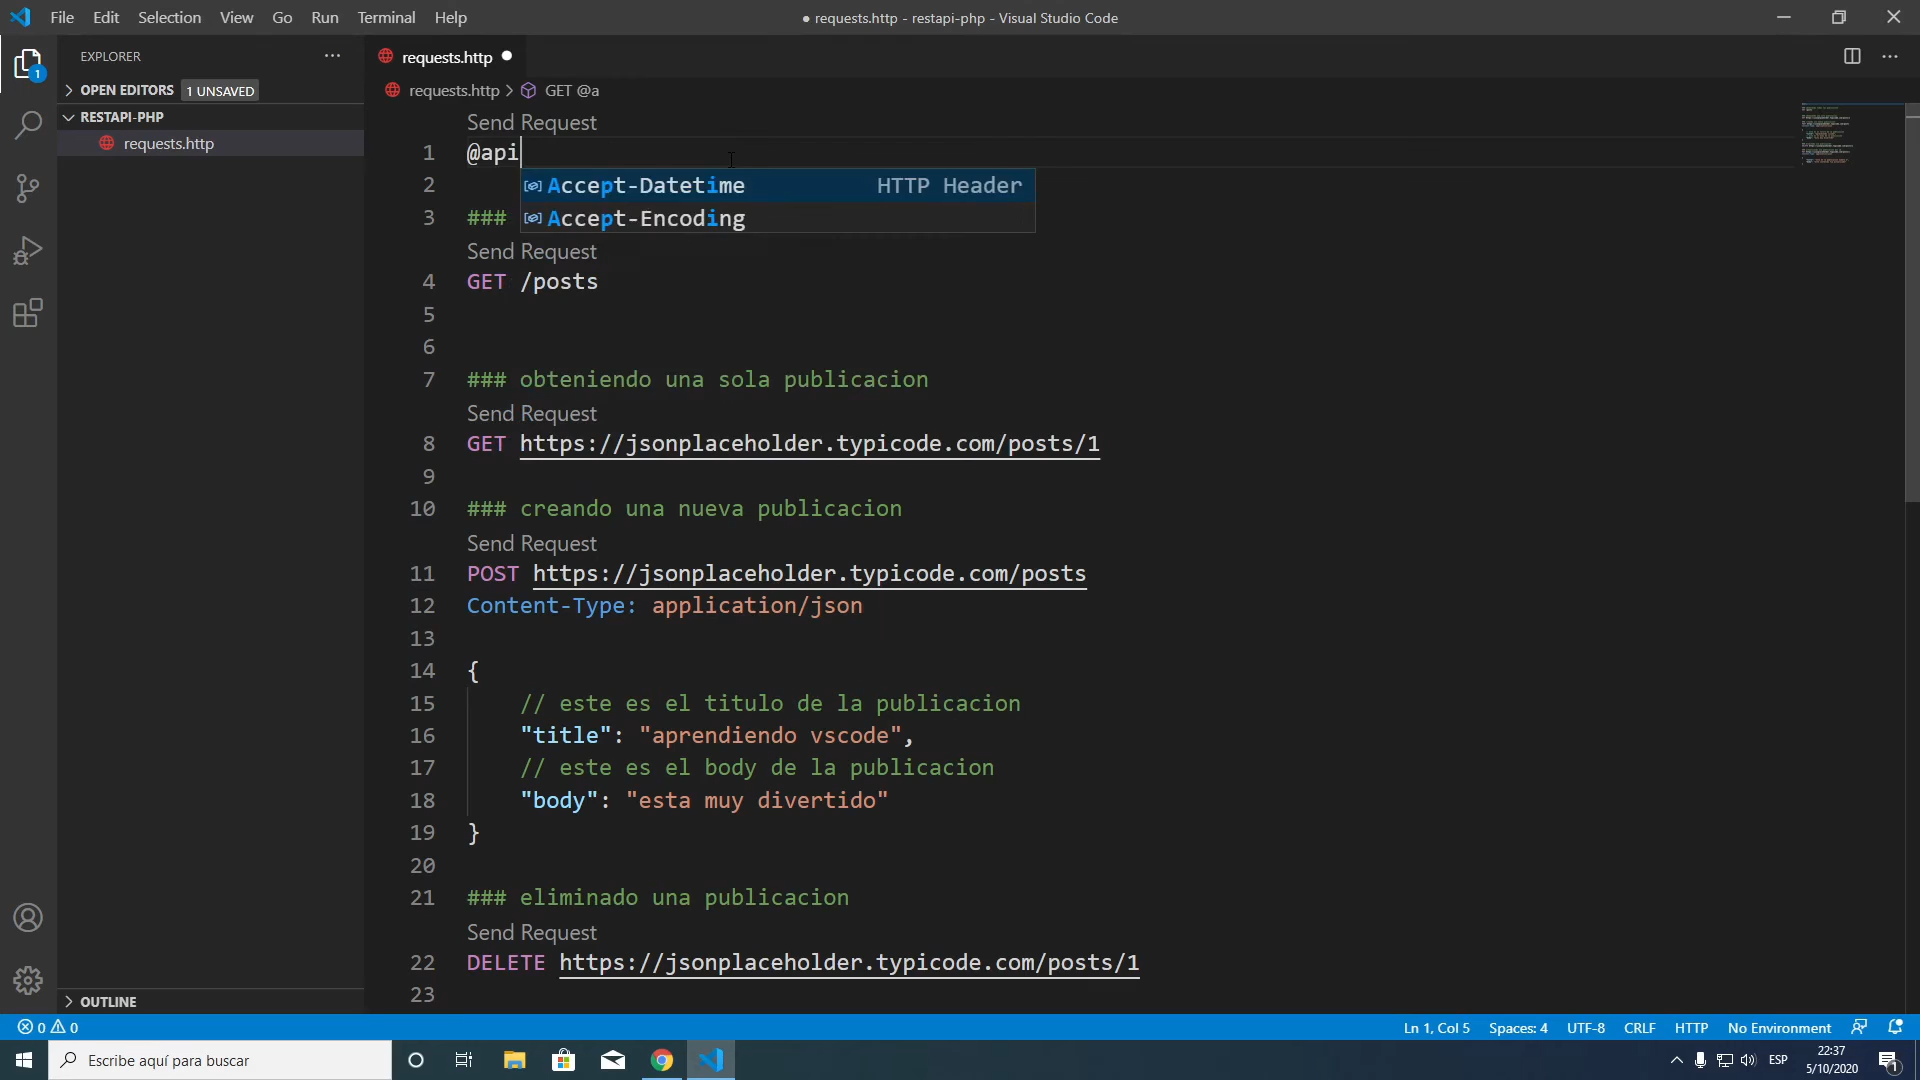 File Edit Selection View Go Run Terminal Help
● requests.http - restapi-php - Visual Studio Code
EXPLORER
requests.http
OPEN EDITORS 1 UNSAVED
requests.http > GET @a
RESTAPI-PHP
requests.http
1
Send Request
1 @api
Accept-Datetime HTTP Header
2
Accept-Encoding
3 ###
Send Request
4 GET /posts
5
6
7 ### obteniendo una sola publicacion
Send Request
8 GET https://jsonplaceholder.typicode.com/posts/1
9
10 ### creando una nueva publicacion
Send Request
11 POST https://jsonplaceholder.typicode.com/posts
12 Content-Type: application/json
13
14 {
15 // este es el titulo de la publicacion
16 "title": "aprendiendo vscode",
17 // este es el body de la publicacion
18 "body": "esta muy divertido"
19 }
20
21 ### eliminado una publicacion
Send Request
22 DELETE https://jsonplaceholder.typicode.com/posts/1
23
OUTLINE
0 0
Ln 1, Col 5 Spaces: 4 UTF-8 CRLF HTTP No Environment
Escribe aquí para buscar
ESP
22:37
5/10/2020
1